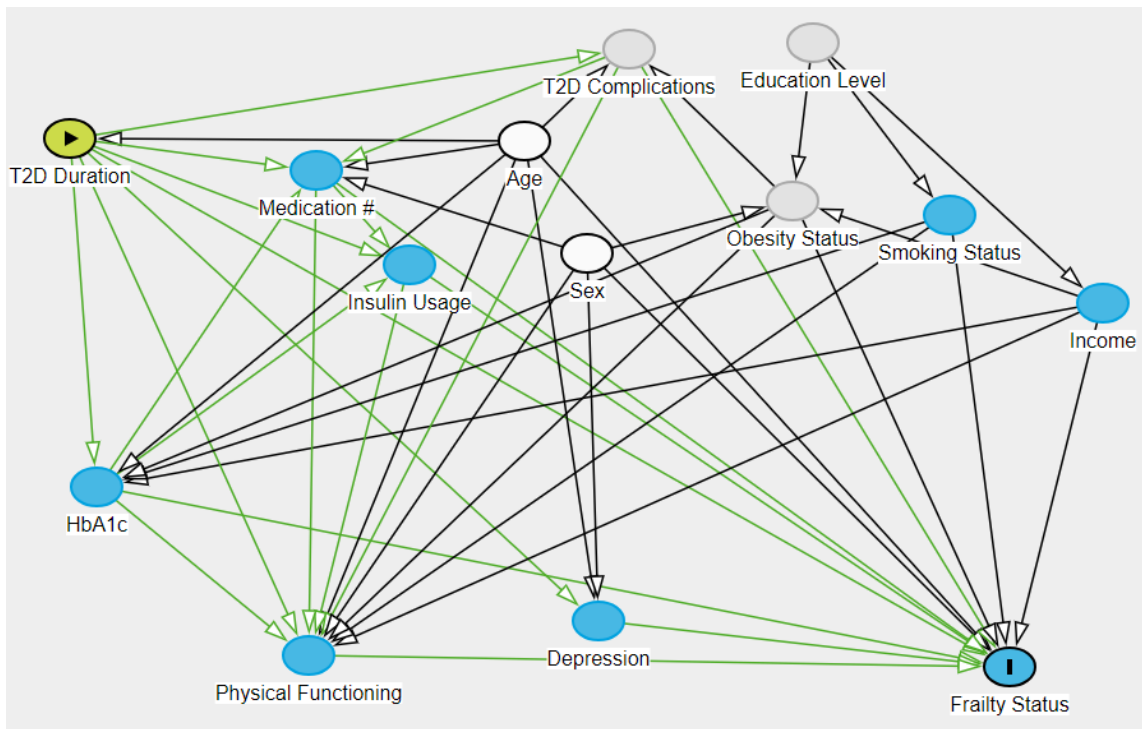 T2D Complications
Education Level
T2D Duration
Age
Medication #
Obesity Status
Smoking Status
Insulin Usage
Sex
Income
HbA1c
Depression
Physical Functioning
Frailty Status